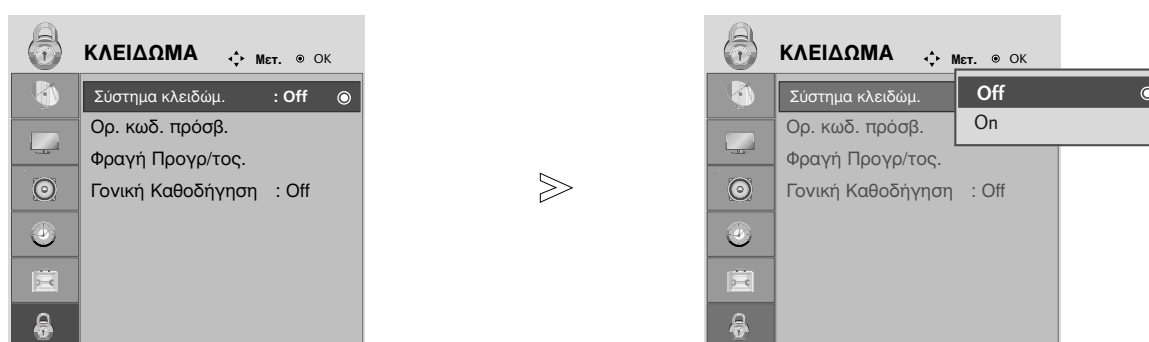 ΚΛΕΙΔΩΜΑ Μετ. OK
Σύστημα κλειδώμ. : Off
Ορ. κωδ. πρόσβ.
Φραγή Προγρ/τος.
Γονική Καθοδήγηση : Off
ΚΛΕΙΔΩΜΑ Μετ. OK
Σύστημα κλειδώμ.
Off
On
Ορ. κωδ. πρόσβ.
Φραγή Προγρ/τος.
Γονική Καθοδήγηση : Off